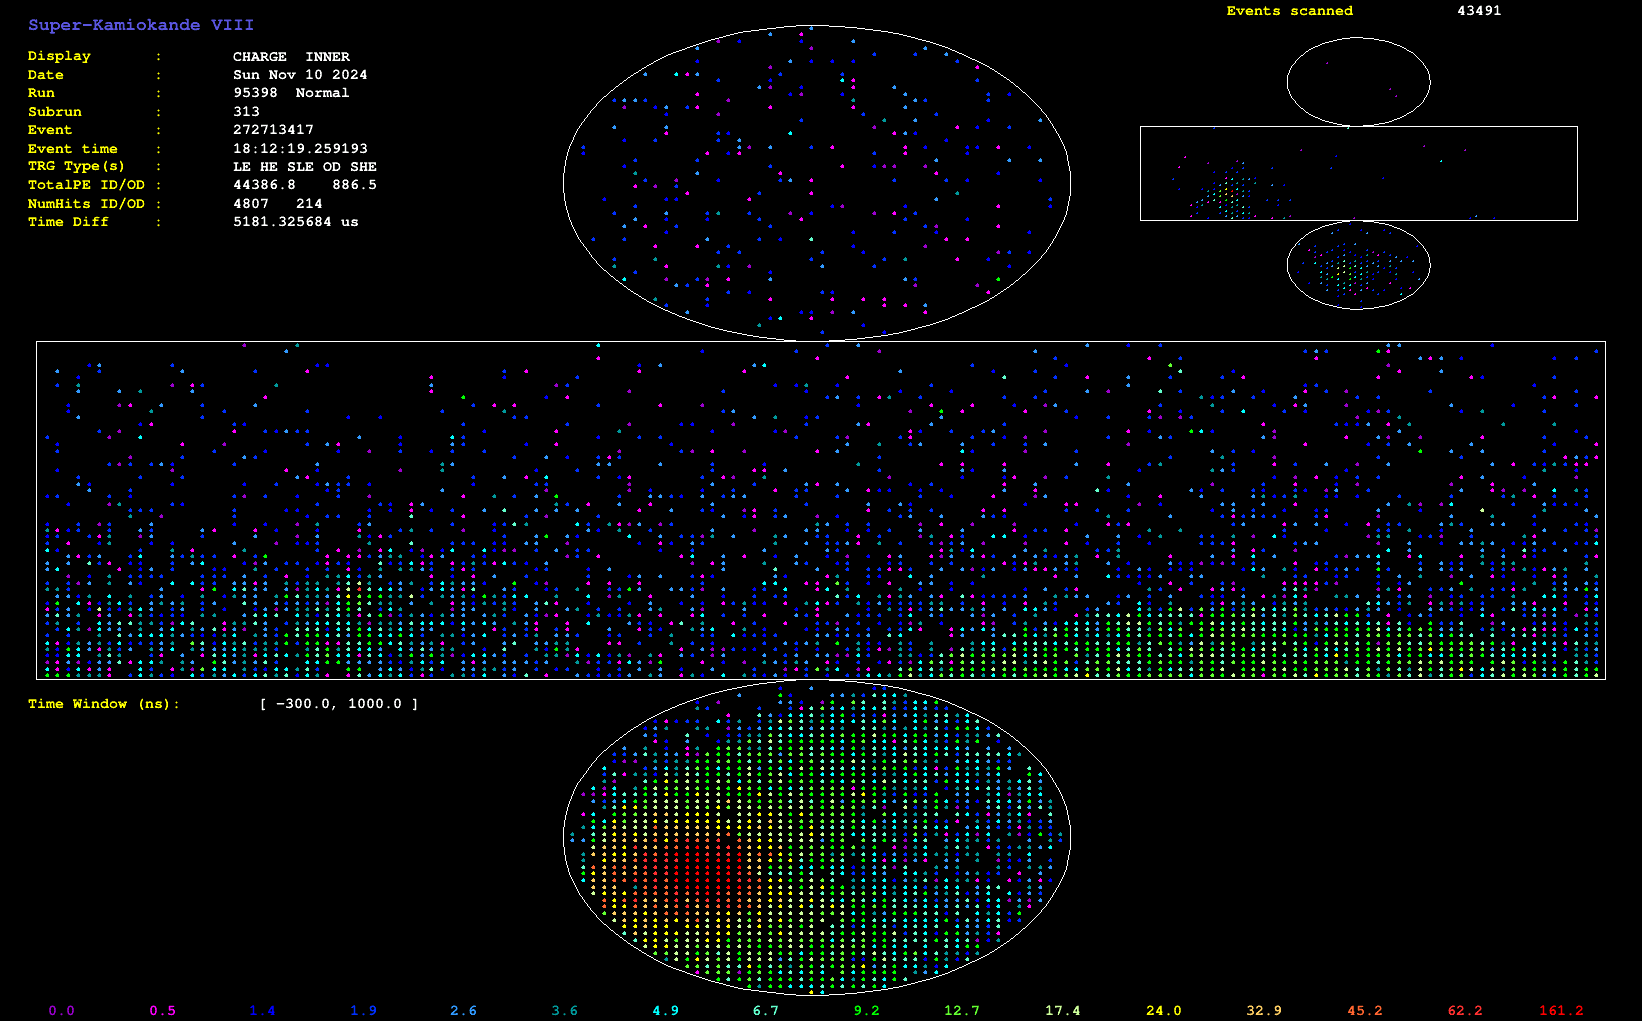 Super-Kamiokande VIII
Events scanned 43491
Display : CHARGE INNER
Date : Sun Nov 10 2024
Run : 95398 Normal
Subrun : 313
Event : 272713417
Event time : 18:12:19.259193
TRG Type(s) : LE HE SLE OD SHE
TotalPE ID/OD : 44386.8 886.5
NumHits ID/OD : 4807 214
Time Diff : 5181.325684 us
Time Window (ns): [ -300.0, 1000.0 ]
0.0 0.5 1.4 1.9 2.6 3.6 4.9 6.7 9.2 12.7 17.4 24.0 32.9 45.2 62.2 161.2